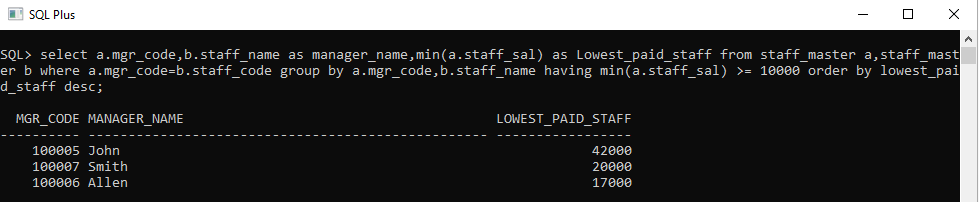 SQL Plus
SQL> select a.mgr_code,b.staff_name as manager_name,min(a.staff_sal) as Lowest_paid_staff from staff_master a,staff_mast
er b where a.mgr_code=b.staff_code group by a.mgr_code,b.staff_name having min(a.staff_sal) >= 10000 order by lowest_pai
d_staff desc;
MGR_CODE MANAGER_NAME LOWEST_PAID_STAFF
---------- -------------------------------------------------- -----------------
100005 John 42000
100007 Smith 20000
100006 Allen 17000